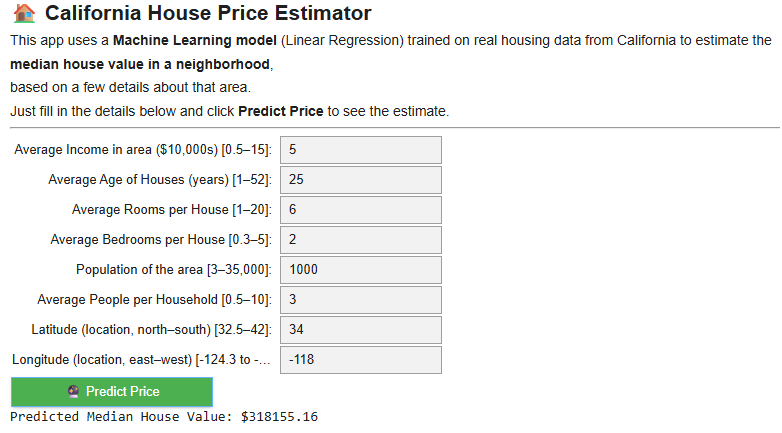 California House Price Estimator
This app uses a Machine Learning model (Linear Regression) trained on real housing data from California to estimate the
median house value in a neighborhood,
based on a few details about that area.
Just fill in the details below and click Predict Price to see the estimate.
Average Income in area ($10,000s) [0.5–15]: 5
Average Age of Houses (years) [1–52]: 25
Average Rooms per House [1–20]: 6
Average Bedrooms per House [0.3–5]: 2
Population of the area [3–35,000]: 1000
Average People per Household [0.5–10]: 3
Latitude (location, north–south) [32.5–42]: 34
Longitude (location, east–west) [-124.3 to -... -118
Predict Price
Predicted Median House Value: $318155.16